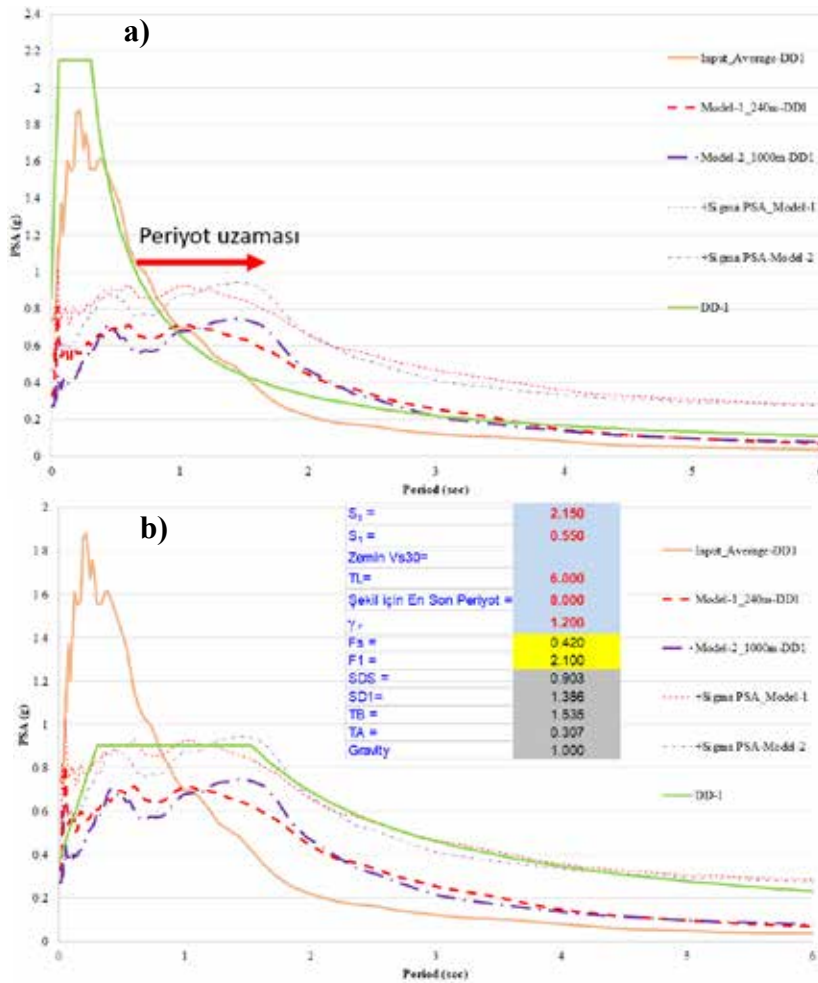 a)
2.4
2.2
2
1.8
1.6
1.4
1.2
1
0.8
0.6
0.4
0.2
0
PSA (g)
Periyot uzaması
Input_Average-DD1
Model-1_240m-DD1
Model-2_1000m-DD1
+Sigma PSA_Model-1
+Sigma PSA-Model-2
DD-1
0 1 2 3 4 5 6
Period (sec)
b)
2
1.8
1.6
1.4
1.2
1
0.8
0.6
0.4
0.2
0
PSA (g)
S₁ = 0.550
Zemin Vs30=
TL= 6.000
Şekil için En Son Periyot = 8.000
1.200
Fs = 0.420
F1 = 2.100
SDS = 0.903
SD1= 1.386
TB = 1.535
TA = 0.307
Gravity 1.000
2.150
Input_Average-DD1
Model-1_240m-DD1
Model-2_1000m-DD1
+Sigma PSA_Model-1
+Sigma PSA-Model-2
DD-1
0 1 2 3 4 5 6
Period (sec)